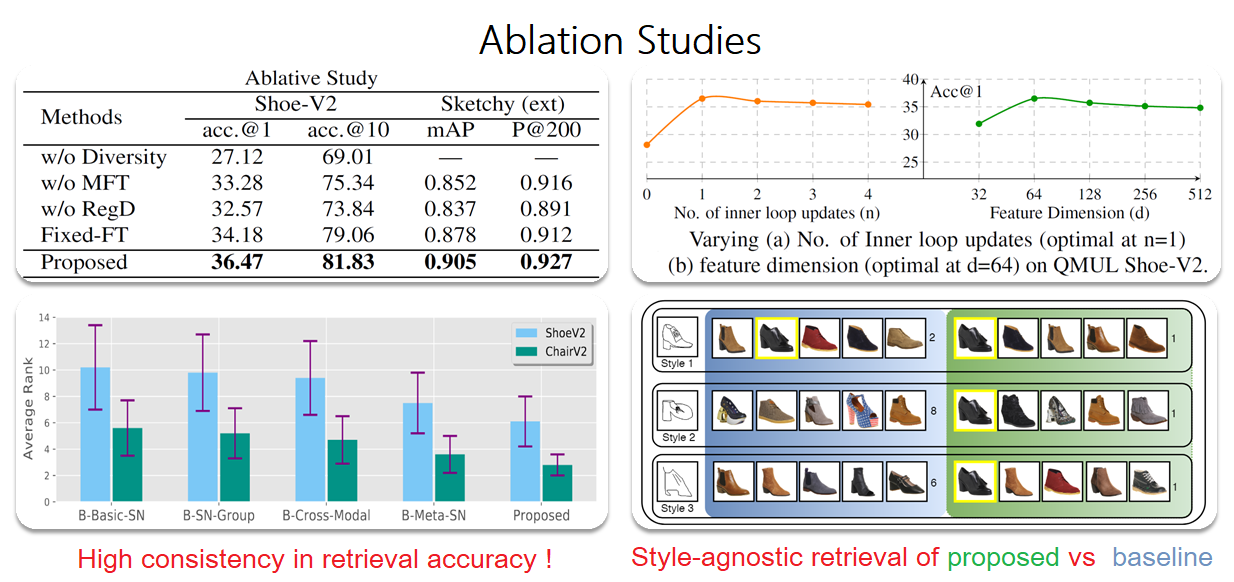 Ablation Studies
Ablative Study
Methods Shoe-V2 Sketchy (ext)
acc.@1 acc.@10 mAP P@200
w/o Diversity 27.12 69.01 — —
w/o MFT 33.28 75.34 0.852 0.916
w/o RegD 32.57 73.84 0.837 0.891
Fixed-FT 34.18 79.06 0.878 0.912
Proposed 36.47 81.83 0.905 0.927
40
Acc@1
35
30
25
0 1 2 3 4 32 64 128 256 512
No. of inner loop updates (n) Feature Dimension (d)
Varying (a) No. of Inner loop updates (optimal at n=1)
(b) feature dimension (optimal at d=64) on QMUL Shoe-V2.
Average Rank
14
12
10
8
6
4
2
0
ShoeV2
ChairV2
B-Basic-SN B-SN-Group B-Cross-Modal B-Meta-SN Proposed
High consistency in retrieval accuracy !
Style 1 2 1
Style 2 8 1
Style 3 6 1
Style-agnostic retrieval of proposed vs baseline